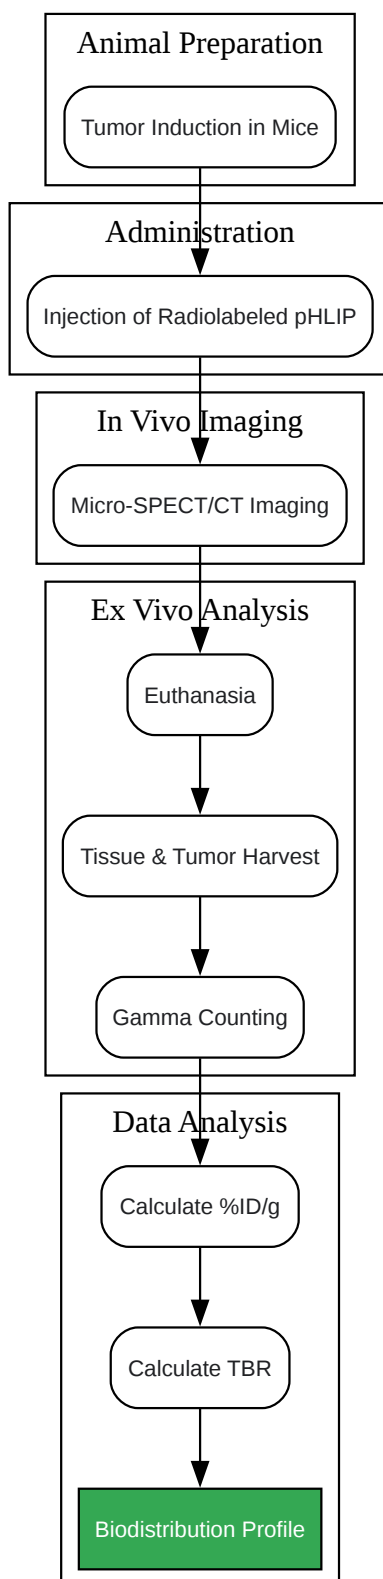 Animal Preparation
Tumor Induction in Mice
Administration
Injection of Radiolabeled pHLIP
In Vivo Imaging
Micro-SPECT/CT Imaging
Ex Vivo Analysis
Euthanasia
Tissue & Tumor Harvest
Gamma Counting
Data Analysis
Calculate %ID/g
Calculate TBR
Biodistribution Profile